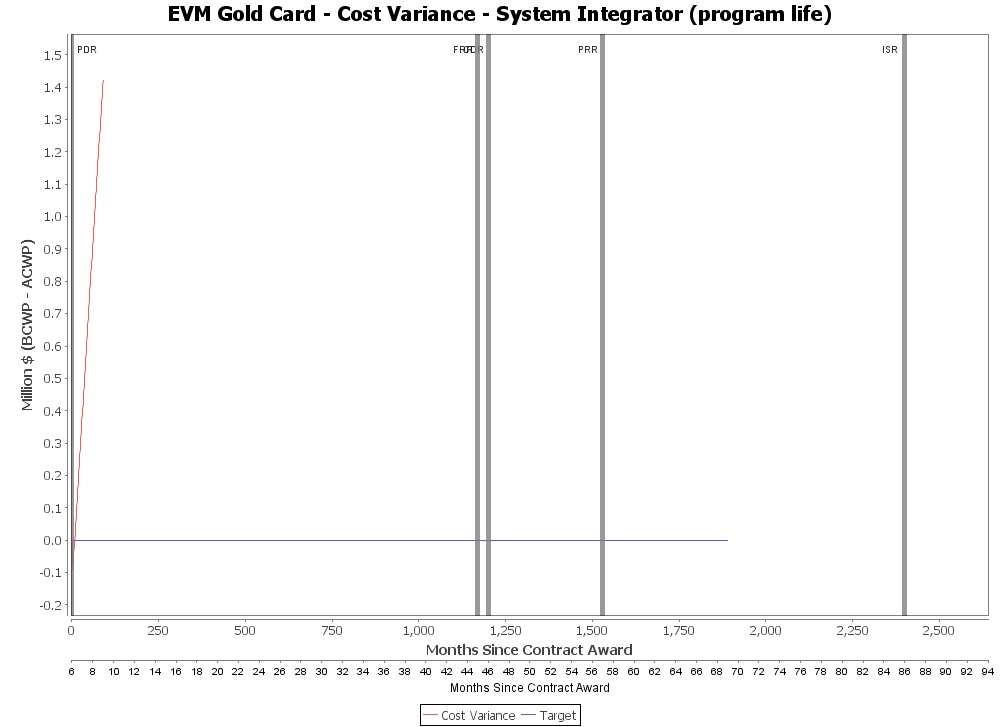 EVM Gold Card - Cost Variance - System Integrator (program life)
PDR FRR CDR PRR ISR
Million $ (BCWP - ACWP)
1.5
1.4
1.3
1.2
1.1
1.0
0.9
0.8
0.7
0.6
0.5
0.4
0.3
0.2
0.1
0.0
-0.1
-0.2
0 250 500 750 1,000 1,250 1,500 1,750 2,000 2,250 2,500
Months Since Contract Award
6 8 10 12 14 16 18 20 22 24 26 28 30 32 34 36 38 40 42 44 46 48 50 52 54 56 58 60 62 64 66 68 70 72 74 76 78 80 82 84 86 88 90 92 94
Months Since Contract Award
Cost Variance Target